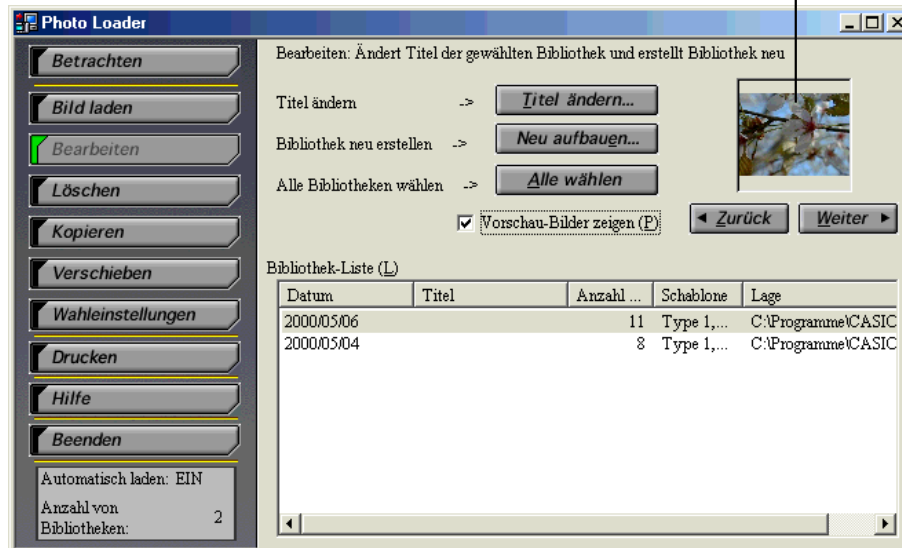 Photo Loader
Betrachten
Bild laden
Bearbeiten
Löschen
Kopieren
Verschieben
Wahleinstellungen
Drucken
Hilfe
Beenden
Automatisch laden: EIN
Anzahl von
Bibliotheken: 2
Bearbeiten: Ändert Titel der gewählten Bibliothek und erstellt Bibliothek neu
Titel ändern -> Titel ändern...
Bibliothek neu erstellen -> Neu aufbauen...
Alle Bibliotheken wählen -> Alle wählen
Vorschau-Bilder zeigen (P)
Zurück Weiter
Bibliothek-Liste (L)
Datum Titel Anzahl ... Schablone Lage
2000/05/06 11 Type 1,... C:\Programme\CASIC
2000/05/04 8 Type 1,... C:\Programme\CASIC